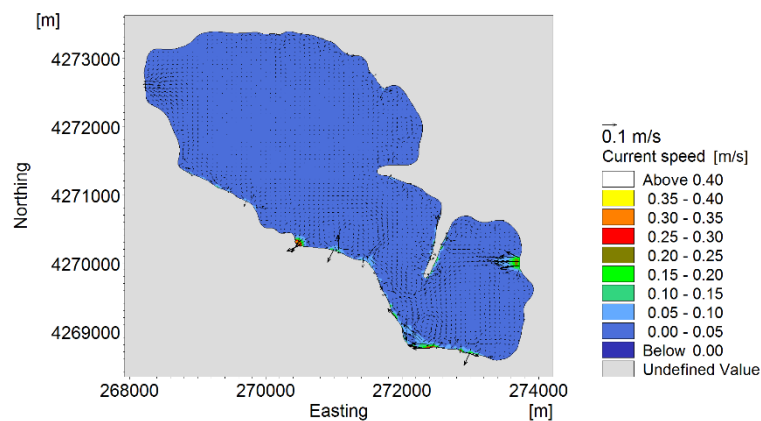 [m]
4273000
4272000
4271000
4270000
4269000
Northing
268000 270000 272000 274000
Easting [m]
0.1 m/s
Current speed [m/s]
Above 0.40
0.35 - 0.40
0.30 - 0.35
0.25 - 0.30
0.20 - 0.25
0.15 - 0.20
0.10 - 0.15
0.05 - 0.10
0.00 - 0.05
Below 0.00
Undefined Value